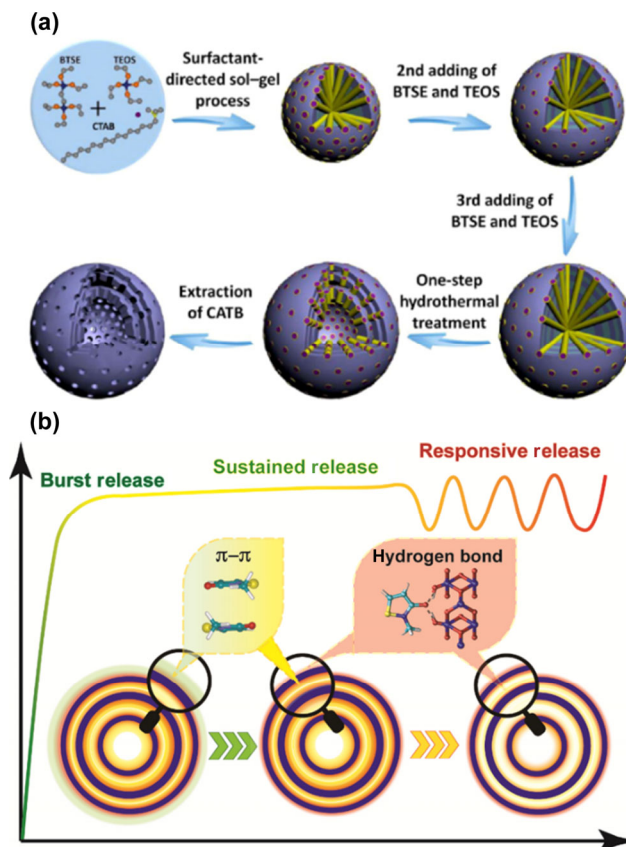 (a)
BTSE
TEOS
+
CTAB
Surfactant-
directed sol–gel
process
2nd adding of
BTSE and TEOS
3rd adding of
BTSE and TEOS
One-step
hydrothermal
treatment
Extraction
of CATB
(b)
Burst release
Sustained release
Responsive release
π–π
Hydrogen bond